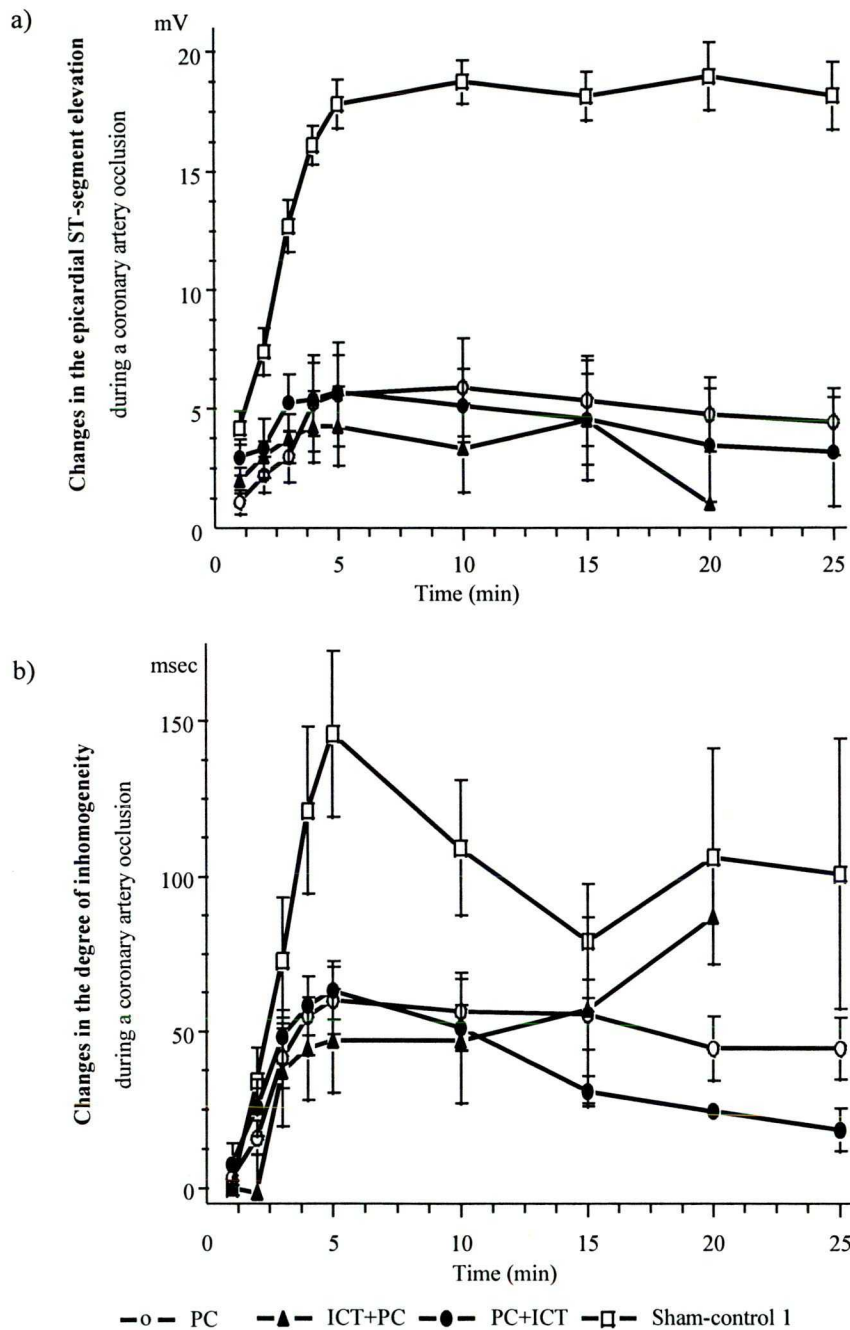 a)
mV
20
15
10
5
0
Changes in the epicardial ST-segment elevation
during a coronary artery occlusion
0 5 10 15 20 25
Time (min)
b)
msec
150
100
50
0
Changes in the degree of inhomogeneity
during a coronary artery occlusion
0 5 10 15 20 25
Time (min)
PC ICT+PC PC+ICT Sham-control 1